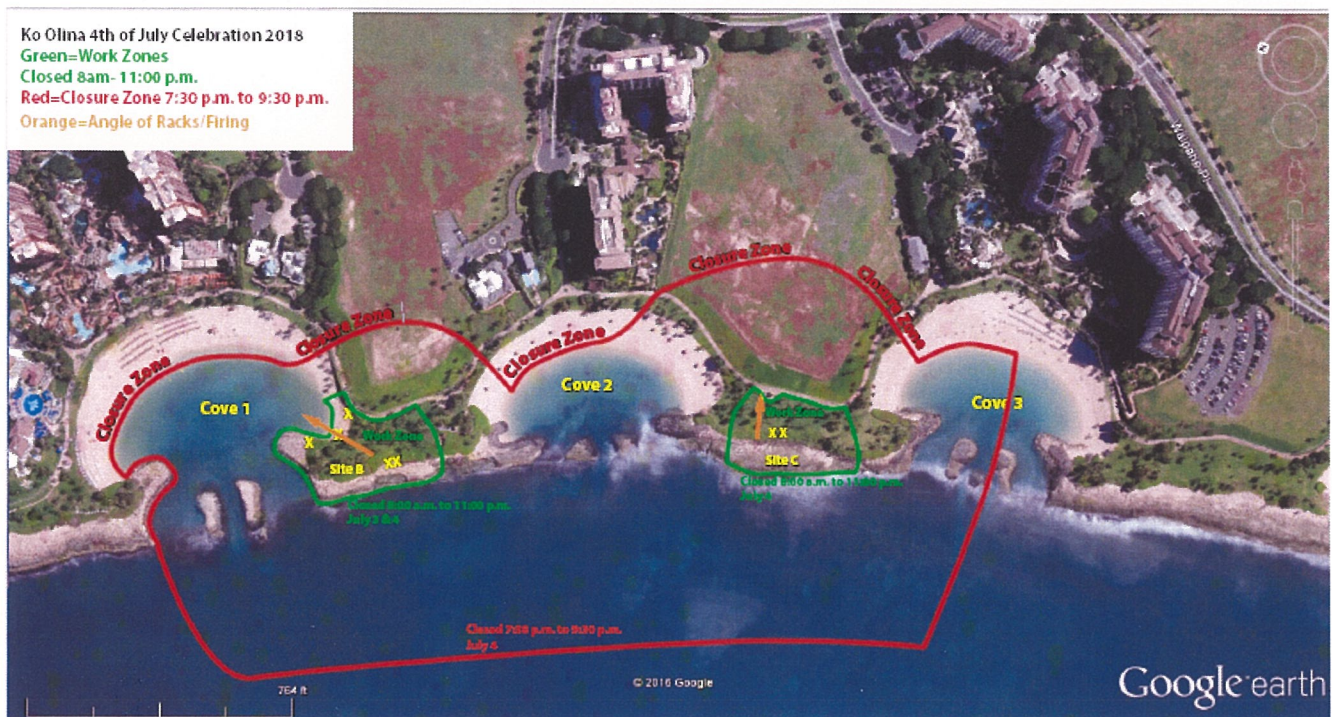 Ko Olina 4th of July Celebration 2018
Green=Work Zones
Closed 8am- 11:00 p.m.
Red=Closure Zone 7:30 p.m. to 9:30 p.m.
Orange=Angle of Racks/Firing
Waipahe Pl
Closure Zone
Closure Zone
Closure Zone
Closure Zone
Closure Zone
Cove 1
Cove 2
Cove 3
X
X
X
XX
Work Zone
Site B
Closed 8:00 a.m. to 11:00 p.m.
July 3 & 4
Work Zone
X X
Site C
Closed 8:00 a.m. to 11:00 p.m.
July 4
Closed 7:30 p.m. to 9:30 p.m.
July 4
764 ft
© 2016 Google
Google earth